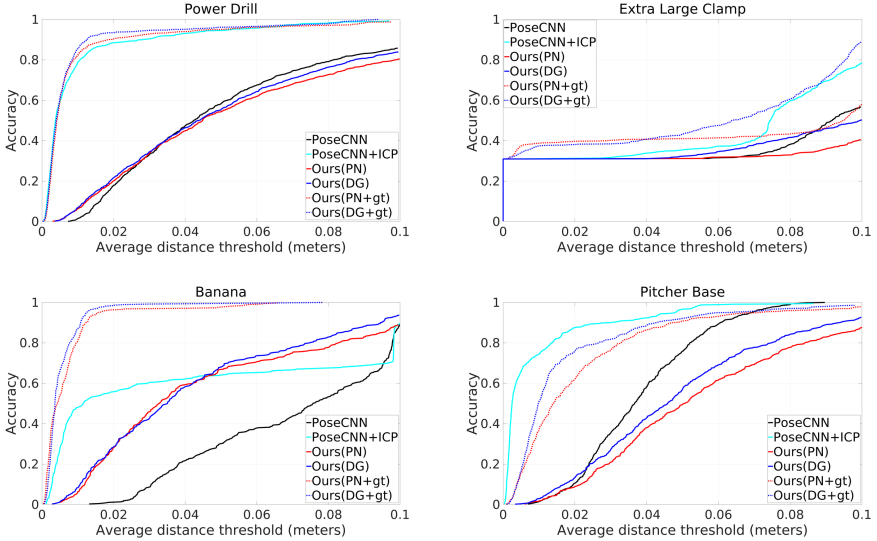 Power Drill
1
0.8
0.6
0.4
0.2
0
Accuracy
0 0.02 0.04 0.06 0.08 0.1
Average distance threshold (meters)
PoseCNN
PoseCNN+ICP
Ours(PN)
Ours(DG)
Ours(PN+gt)
Ours(DG+gt)
Extra Large Clamp
1
0.8
0.6
0.4
0.2
0
Accuracy
0 0.02 0.04 0.06 0.08 0.1
Average distance threshold (meters)
PoseCNN
PoseCNN+ICP
Ours(PN)
Ours(DG)
Ours(PN+gt)
Ours(DG+gt)
Banana
1
0.8
0.6
0.4
0.2
0
Accuracy
0 0.02 0.04 0.06 0.08 0.1
Average distance threshold (meters)
PoseCNN
PoseCNN+ICP
Ours(PN)
Ours(DG)
Ours(PN+gt)
Ours(DG+gt)
Pitcher Base
1
0.8
0.6
0.4
0.2
0
Accuracy
0 0.02 0.04 0.06 0.08 0.1
Average distance threshold (meters)
PoseCNN
PoseCNN+ICP
Ours(PN)
Ours(DG)
Ours(PN+gt)
Ours(DG+gt)